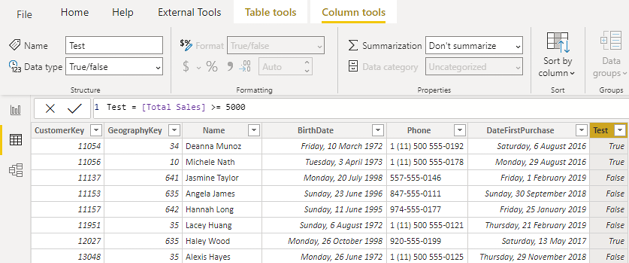 File Home Help External Tools Table tools Column tools
Name Test $% Format True/false Σ Summarization Don't summarize Sort by column Data groups
123 Data type True/false $ % 9 .00 Auto Data category Uncategorized
Structure Formatting Properties Sort Groups
1 Test = [Total Sales] >= 5000
CustomerKey GeographyKey Name BirthDate Phone DateFirstPurchase Test
11054 34 Deanna Munoz Friday, 10 March 1972 1 (11) 500 555-0192 Saturday, 6 August 2016 True
11056 10 Michele Nath Tuesday, 3 April 1973 1 (11) 500 555-0178 Monday, 29 August 2016 True
11137 641 Jasmine Taylor Monday, 20 July 1998 557-555-0146 Friday, 1 February 2019 False
11153 635 Angela James Sunday, 23 June 1996 847-555-0111 Sunday, 30 September 2018 False
11157 642 Hannah Long Sunday, 11 June 1995 974-555-0177 Friday, 25 January 2019 False
11951 35 Lacey Huang Sunday, 6 August 1972 1 (11) 500 555-0121 Thursday, 21 February 2019 False
12027 635 Haley Wood Monday, 26 October 1998 920-555-0199 Saturday, 13 May 2017 True
13048 35 Alexis Hayes Monday, 26 June 1972 1 (11) 500 555-0125 Thursday, 29 November 2018 False